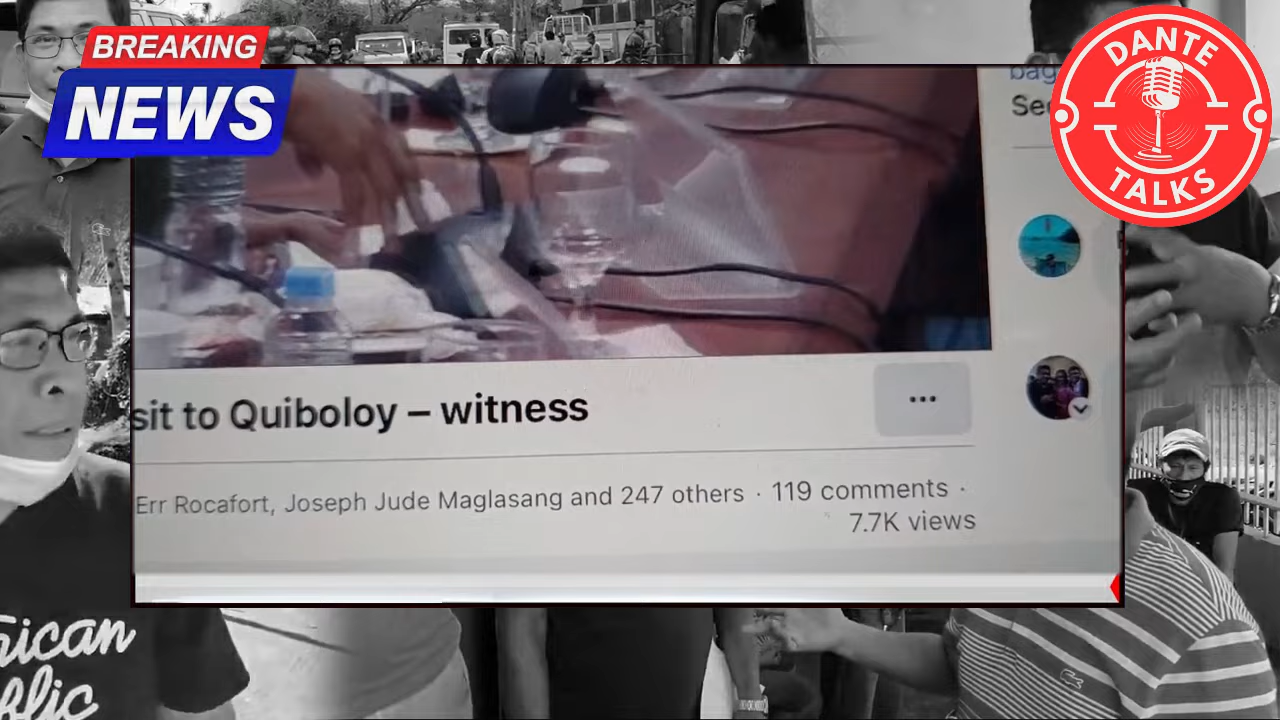 BREAKING
NEWS
DANTE
TALKS
sit to Quiboloy – witness
...
Err Rocafort, Joseph Jude Maglasang and 247 others · 119 comments ·
7.7K views